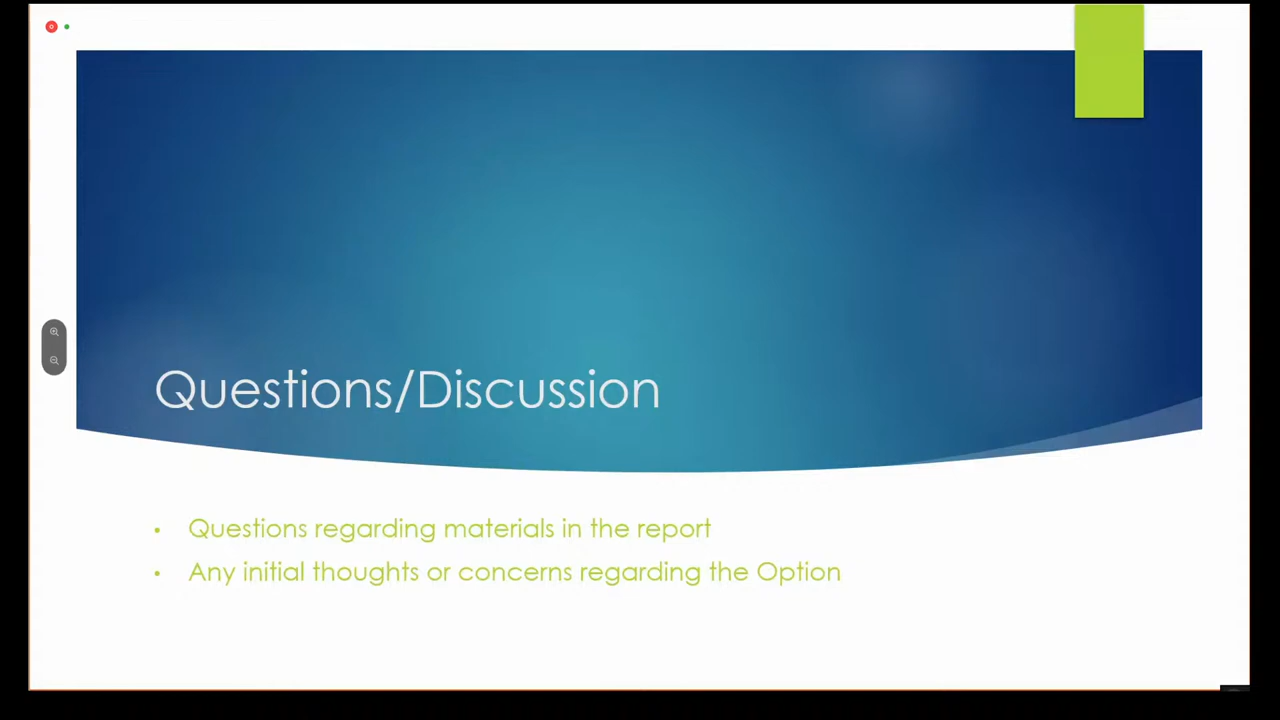 Questions/Discussion
• Questions regarding materials in the report
• Any initial thoughts or concerns regarding the Option